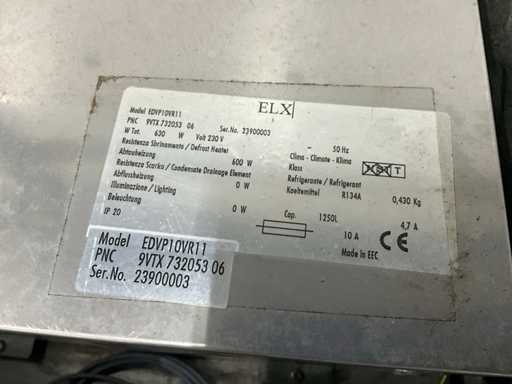 ELX
Model EDVP10VR11
PNC 9VTX 732053 06 Ser.No. 23900003
W Tot. 630 W Volt 230 V ~ 50 Hz
Resistenza Sbrinamento / Defrost Heater
Abtauheizung 600 W
Resistenza Scarico / Condensate Drainage Element
Abflussheizung 0 W
Illuminazione / Lighting
Beleuchtung 0 W
IP 20
Clima - Climate - Klima
Klass T
Refrigerante / Refrigerant
Kaeltemittel R134A 0,430 Kg
Cap. 1250L 4,7 A
10 A CE
Made in EEC
Model EDVP10VR11
PNC 9VTX 732053 06
Ser.No. 23900003